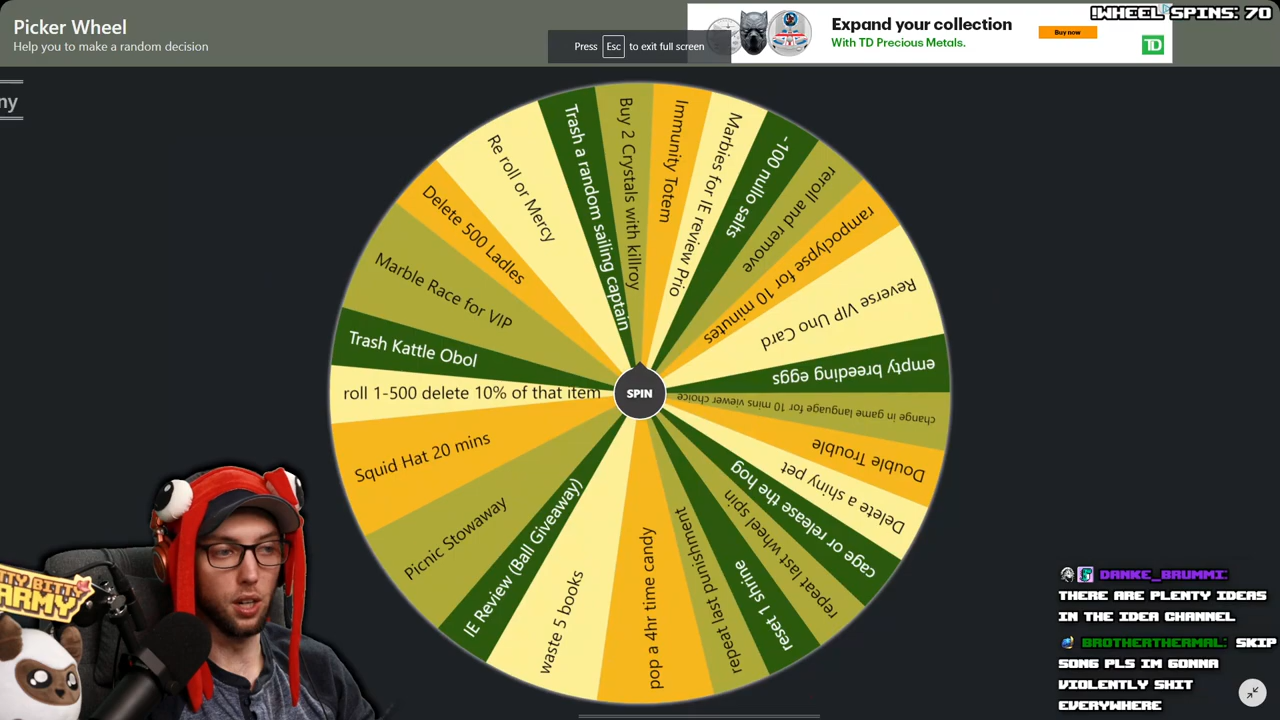 Picker Wheel
Help you to make a random decision
Press Esc to exit full screen
Expand your collection
With TD Precious Metals.
Buy now
TD
!WHEEL SPINS: 70
ny
Trash a random sailing captain
Buy 2 Crystals with killroy
Immunity Totem
Marbies for IE review Prio
-100 nullo salts
reroll and remove
rampoclypse for 10 minutes
Reverse VIP Uno Card
empty breeding eggs
change in game language for 10 mins viewer choice
Double Trouble
Delete a shiny pet
cage or release the hog
repeat last wheel spin
reset 1 shrine
repeat last punishment
pop a 4hr time candy
waste 5 books
IE Review (Ball Giveaway)
Picnic Stowaway
Squid Hat 20 mins
roll 1-500 delete 10% of that item
Trash Kattle Obol
Marble Race for VIP
Delete 500 Ladles
Re roll or Mercy
SPIN
TTY BITTY
ARMY
DANKE_BRUMMI:
THERE ARE PLENTY IDEAS
IN THE IDEA CHANNEL
BROTHERTHERMAL: SKIP
SONG PLS IM GONNA
VIOLENTLY SHIT
EVERYWHERE